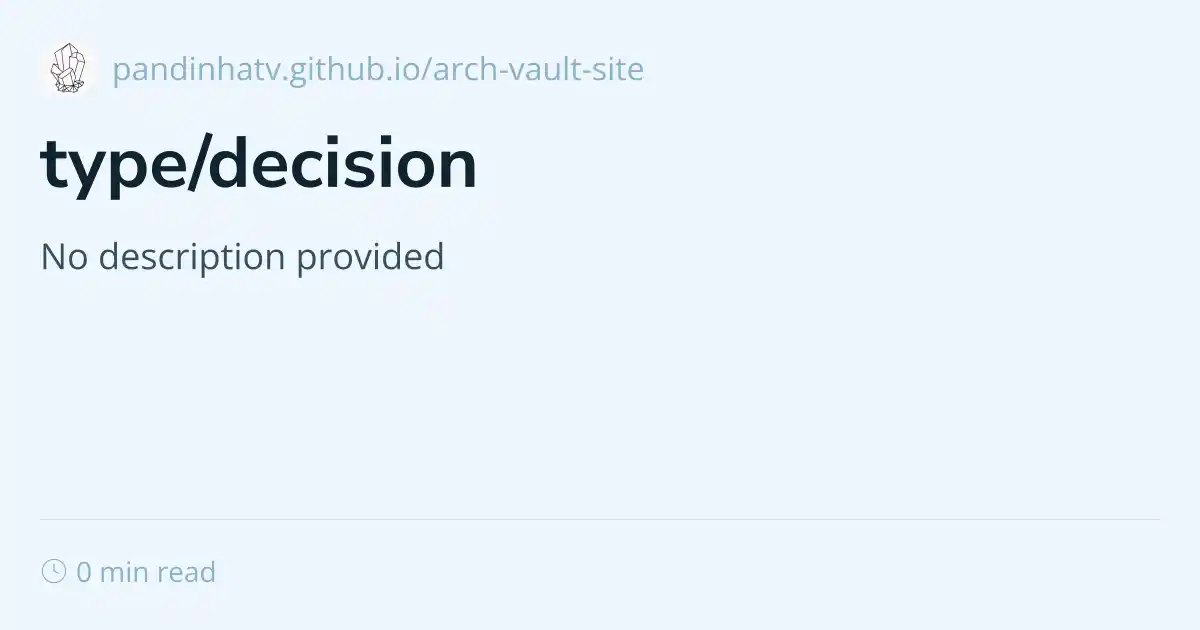 pandinhatv.github.io/arch-vault-site
type/decision
No description provided
0 min read